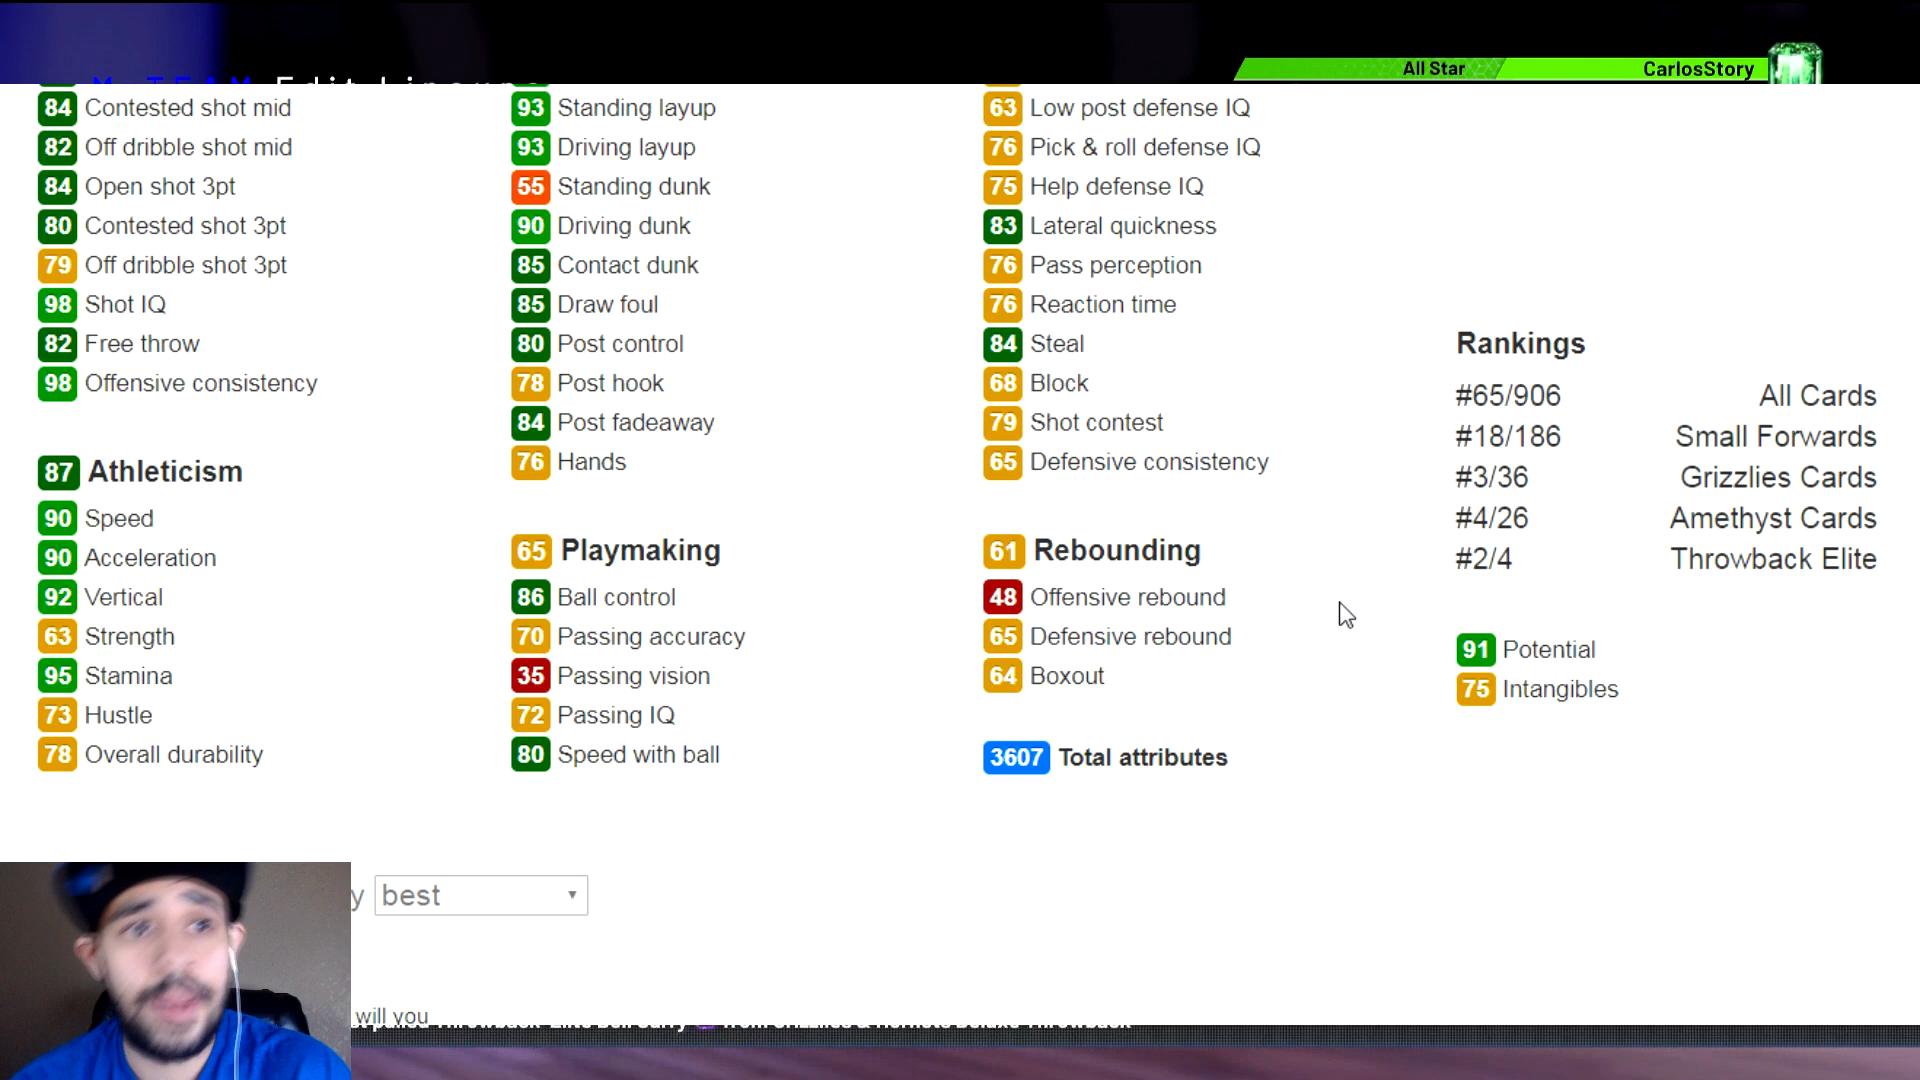 All Star
CarlosStory
84 Contested shot mid
82 Off dribble shot mid
84 Open shot 3pt
80 Contested shot 3pt
79 Off dribble shot 3pt
98 Shot IQ
82 Free throw
98 Offensive consistency
87 Athleticism
90 Speed
90 Acceleration
92 Vertical
63 Strength
95 Stamina
73 Hustle
78 Overall durability
93 Standing layup
93 Driving layup
55 Standing dunk
90 Driving dunk
85 Contact dunk
85 Draw foul
80 Post control
78 Post hook
84 Post fadeaway
76 Hands
65 Playmaking
86 Ball control
70 Passing accuracy
35 Passing vision
72 Passing IQ
80 Speed with ball
63 Low post defense IQ
76 Pick & roll defense IQ
75 Help defense IQ
83 Lateral quickness
76 Pass perception
76 Reaction time
84 Steal
68 Block
79 Shot contest
65 Defensive consistency
61 Rebounding
48 Offensive rebound
65 Defensive rebound
64 Boxout
3607 Total attributes
Rankings
#65/906 All Cards
#18/186 Small Forwards
#3/36 Grizzlies Cards
#4/26 Amethyst Cards
#2/4 Throwback Elite
91 Potential
75 Intangibles
y best
will you